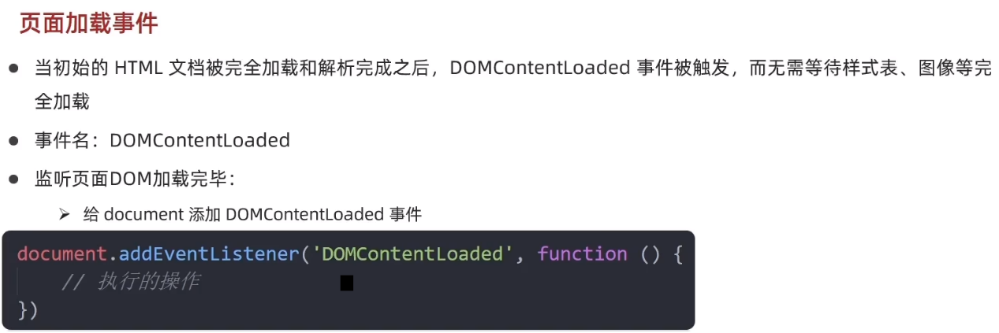 页面加载事件
● 当初始的 HTML 文档被完全加载和解析完成之后，DOMContentLoaded 事件被触发，而无需等待样式表、图像等完
全加载
● 事件名：DOMContentLoaded
● 监听页面DOM加载完毕：
➢ 给 document 添加 DOMContentLoaded 事件
document.addEventListener('DOMContentLoaded', function () {
// 执行的操作
})